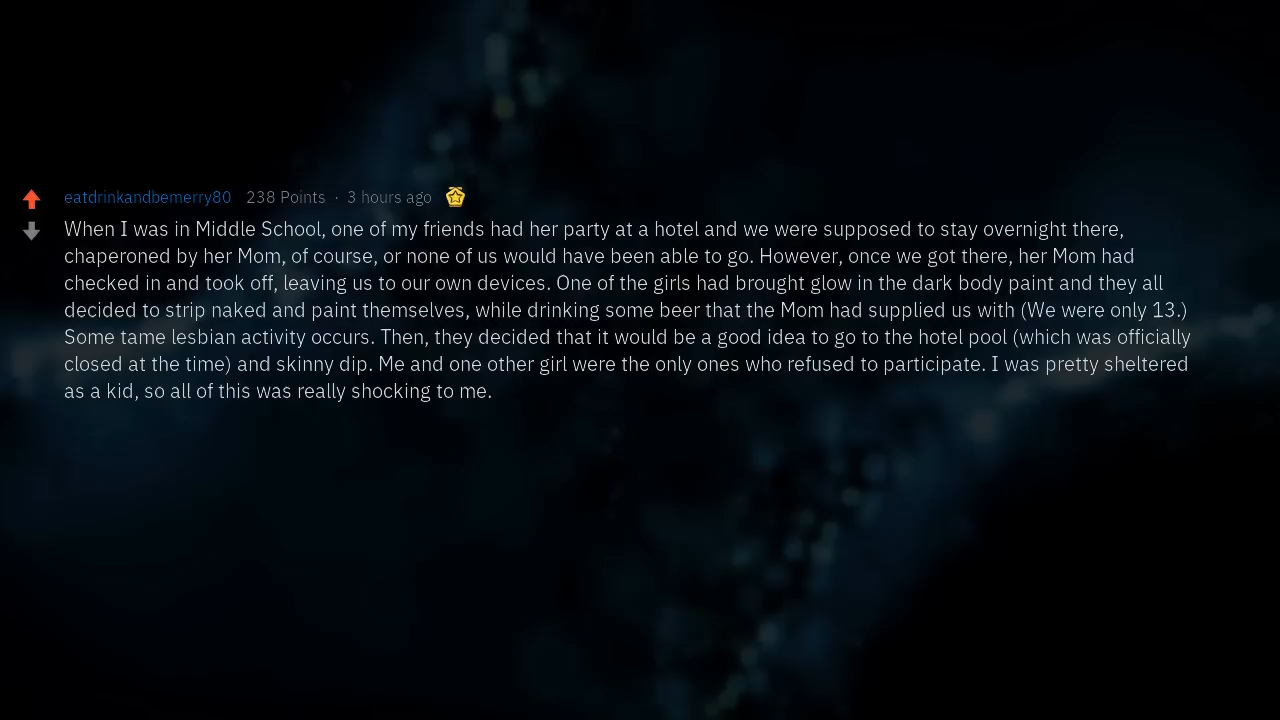 eatdrinkandbemerry80 238 Points · 3 hours ago
When I was in Middle School, one of my friends had her party at a hotel and we were supposed to stay overnight there,
chaperoned by her Mom, of course, or none of us would have been able to go. However, once we got there, her Mom had
checked in and took off, leaving us to our own devices. One of the girls had brought glow in the dark body paint and they all
decided to strip naked and paint themselves, while drinking some beer that the Mom had supplied us with (We were only 13.)
Some tame lesbian activity occurs. Then, they decided that it would be a good idea to go to the hotel pool (which was officially
closed at the time) and skinny dip. Me and one other girl were the only ones who refused to participate. I was pretty sheltered
as a kid, so all of this was really shocking to me.